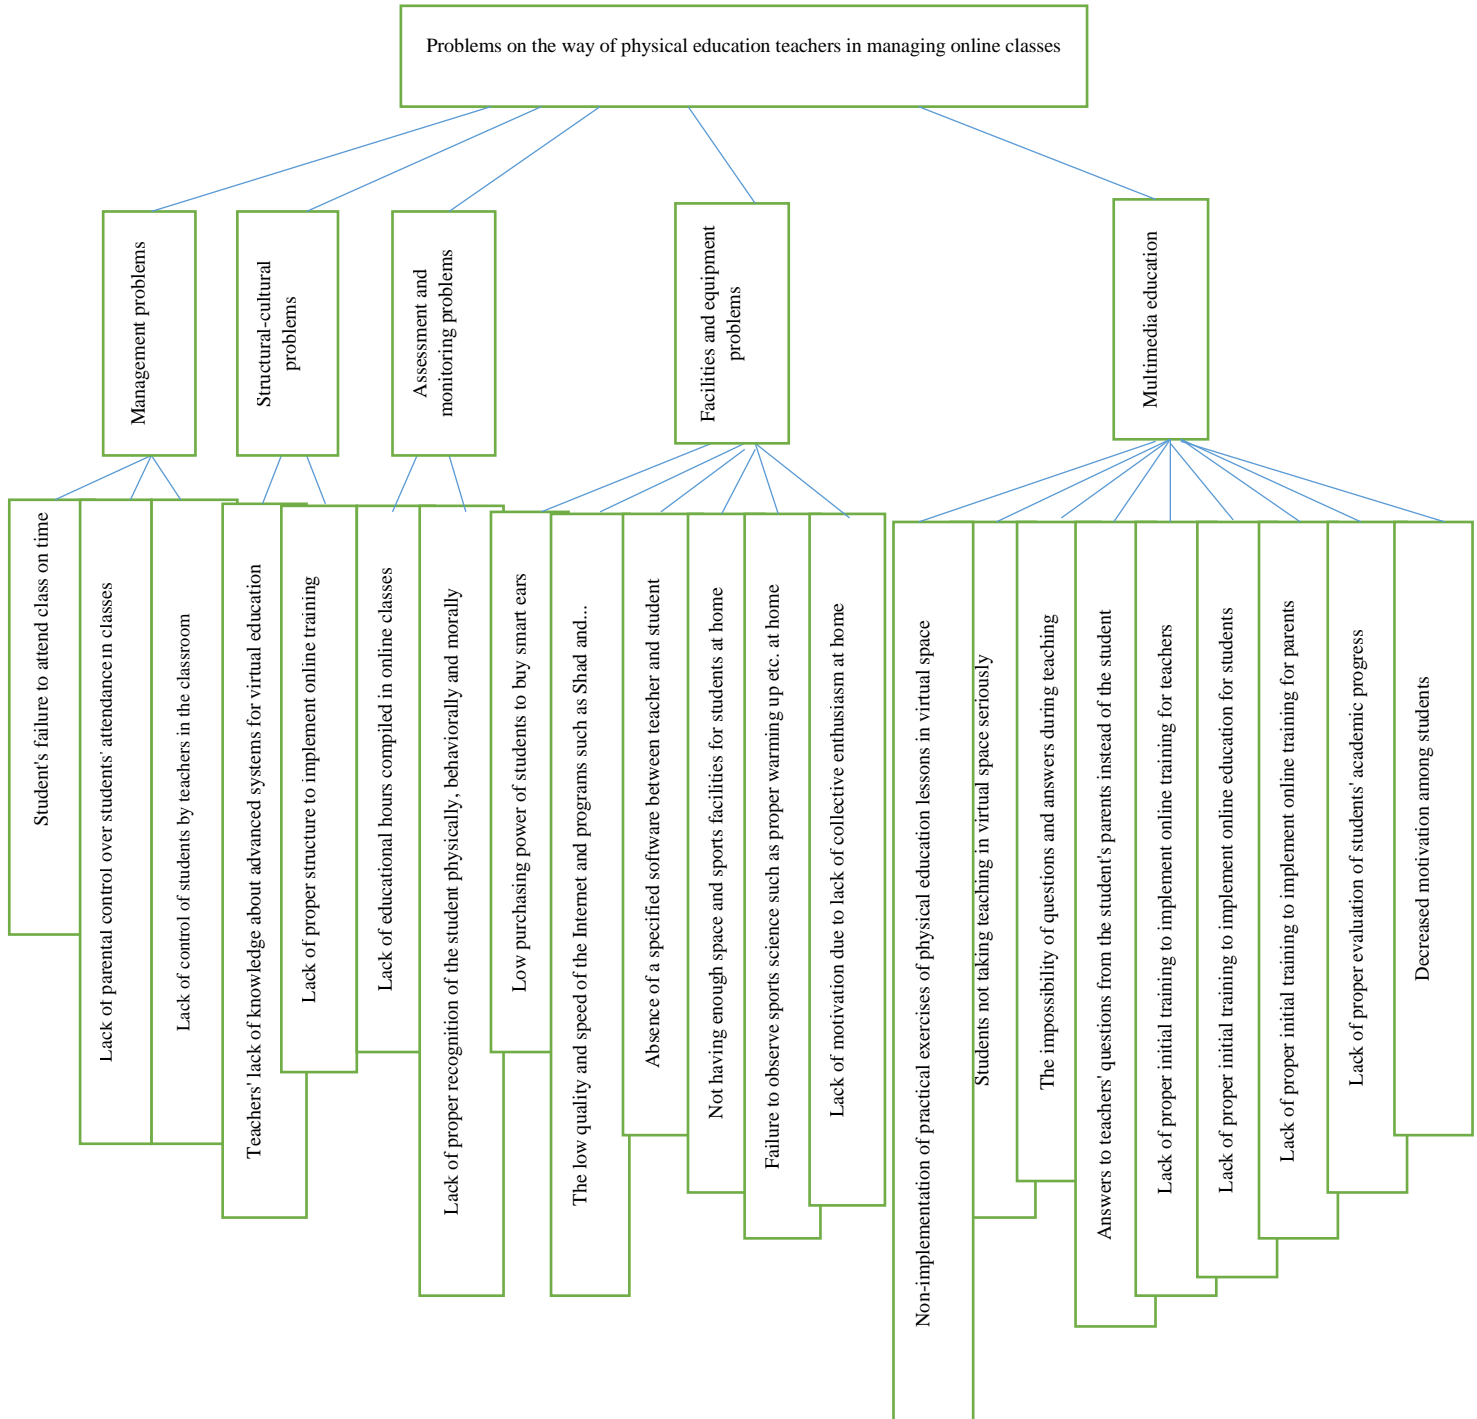 Problems on the way of physical education teachers in managing online classes
Management problems
Structural-cultural
problems
Assessment and
monitoring problems
Facilities and equipment
problems
Multimedia education
Student's failure to attend class on time
Lack of parental control over students' attendance in classes
Lack of control of students by teachers in the classroom
Teachers' lack of knowledge about advanced systems for virtual education
Lack of proper structure to implement online training
Lack of educational hours compiled in online classes
Lack of proper recognition of the student physically, behaviorally and morally
Low purchasing power of students to buy smart ears
The low quality and speed of the Internet and programs such as Shad and...
Absence of a specified software between teacher and student
Not having enough space and sports facilities for students at home
Failure to observe sports science such as proper warming up etc. at home
Lack of motivation due to lack of collective enthusiasm at home
Non-implementation of practical exercises of physical education lessons in virtual space
Students not taking teaching in virtual space seriously
The impossibility of questions and answers during teaching
Answers to teachers' questions from the student's parents instead of the student
Lack of proper initial training to implement online training for teachers
Lack of proper initial training to implement online education for students
Lack of proper initial training to implement online training for parents
Lack of proper evaluation of students' academic progress
Decreased motivation among students